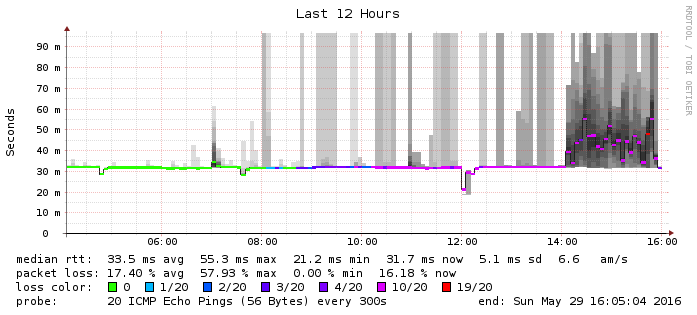 Last 12 Hours
RRDTOOL / TOBI OETIKER
Seconds
90 m
80 m
70 m
60 m
50 m
40 m
30 m
20 m
10 m
0
06:00 08:00 10:00 12:00 14:00 16:00
median rtt: 33.5 ms avg 55.3 ms max 21.2 ms min 31.7 ms now 5.1 ms sd 6.6 am/s
packet loss: 17.40 % avg 57.93 % max 0.00 % min 16.18 % now
loss color: 0 1/20 2/20 3/20 4/20 10/20 19/20
probe: 20 ICMP Echo Pings (56 Bytes) every 300s end: Sun May 29 16:05:04 2016